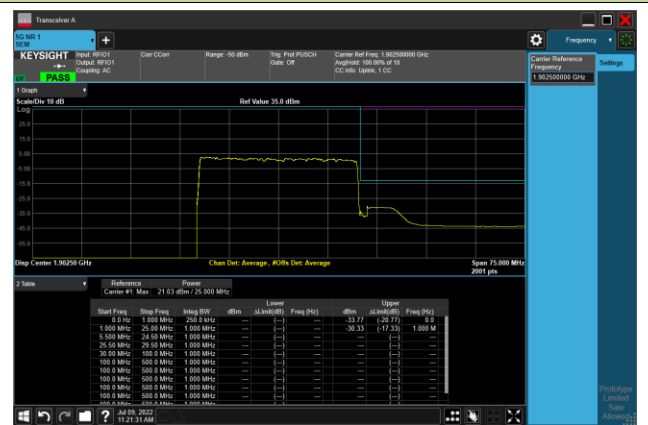 Transceiver A
5G NR 1
SEM
Frequency
KEYSIGHT
Input: RFIO1
Output: RFIO1
Coupling: AC
Corr CCorr
Range: -50 dBm
Trig: Prot PUSCH
Gate: Off
Carrier Ref Freq: 1.902500000 GHz
Avg|Hold: 100.00% of 10
CC Info: Uplink, 1 CC
PASS
Carrier Reference
Frequency
1.902500000 GHz
Settings
1 Graph
Scale/Div 10 dB
Ref Value 35.0 dBm
Log
25.0
15.0
5.00
-5.00
-15.0
-25.0
-35.0
-45.0
-55.0
Disp Center 1.90250 GHz
Chan Det: Average , #Offs Det: Average
Span 75.000 MHz
2001 pts
2 Table
Reference Power
Carrier #1: Max 21.03 dBm / 25.000 MHz
Lower Upper
Start Freq Stop Freq Integ BW dBm ΔLimit(dB) Freq (Hz) dBm ΔLimit(dB) Freq (Hz)
0.0 Hz 1.000 MHz 250.0 kHz --- (---) --- -33.77 (-20.77) 0.0
1.000 MHz 25.00 MHz 1.000 MHz --- (---) --- -30.33 (-17.33) 1.000 M
5.500 MHz 24.50 MHz 1.000 MHz --- (---) --- --- (---) ---
25.50 MHz 29.50 MHz 1.000 MHz --- (---) --- --- (---) ---
30.00 MHz 100.0 MHz 1.000 MHz --- (---) --- --- (---) ---
100.0 MHz 500.0 MHz 1.000 MHz --- (---) --- --- (---) ---
100.0 MHz 500.0 MHz 1.000 MHz --- (---) --- --- (---) ---
100.0 MHz 500.0 MHz 1.000 MHz --- (---) --- --- (---) ---
100.0 MHz 500.0 MHz 1.000 MHz --- (---) --- --- (---) ---
100.0 MHz 500.0 MHz 1.000 MHz --- (---) --- --- (---) ---
Jul 09, 2022
11:21:31 AM
Prototype
Limited
Sale
Allowed